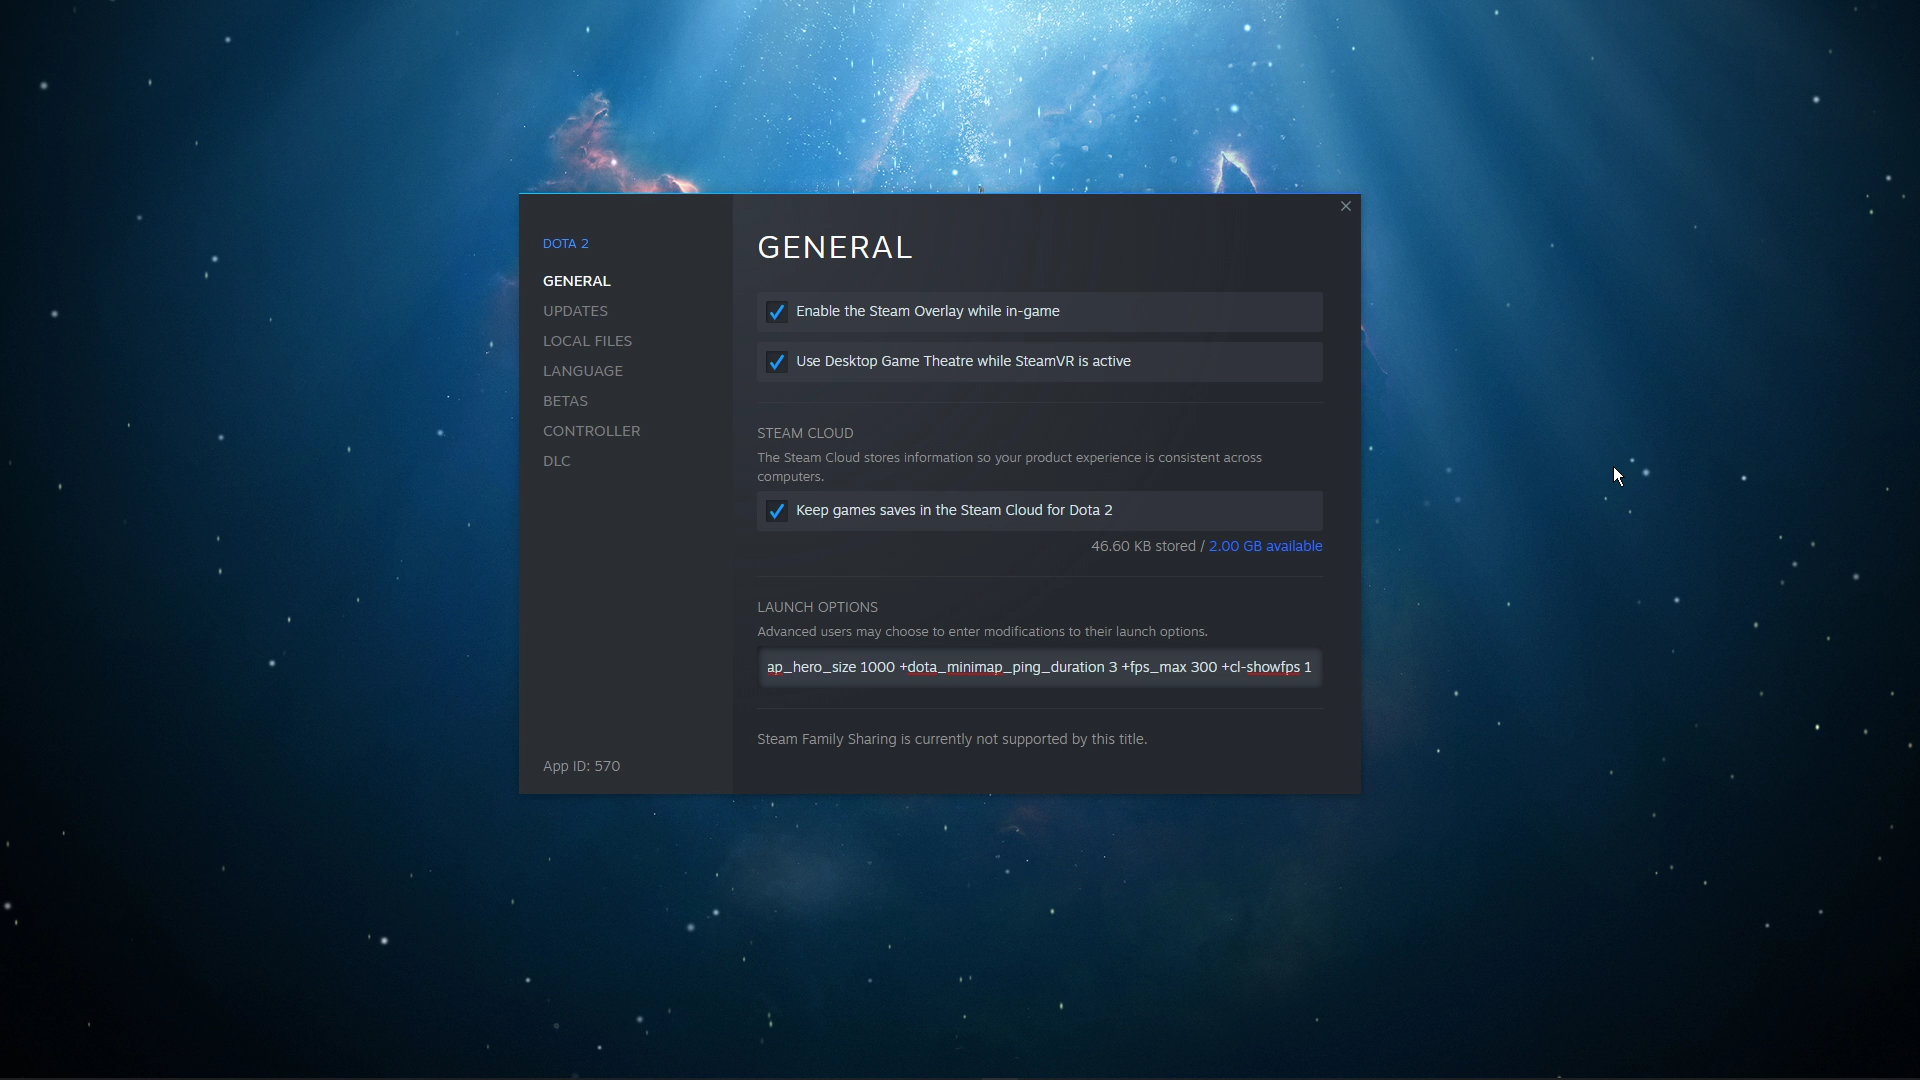 DOTA 2
GENERAL
UPDATES
LOCAL FILES
LANGUAGE
BETAS
CONTROLLER
DLC
App ID: 570
GENERAL
Enable the Steam Overlay while in-game
Use Desktop Game Theatre while SteamVR is active
STEAM CLOUD
The Steam Cloud stores information so your product experience is consistent across
computers.
Keep games saves in the Steam Cloud for Dota 2
46.60 KB stored / 2.00 GB available
LAUNCH OPTIONS
Advanced users may choose to enter modifications to their launch options.
ap_hero_size 1000 +dota_minimap_ping_duration 3 +fps_max 300 +cl-showfps 1
Steam Family Sharing is currently not supported by this title.